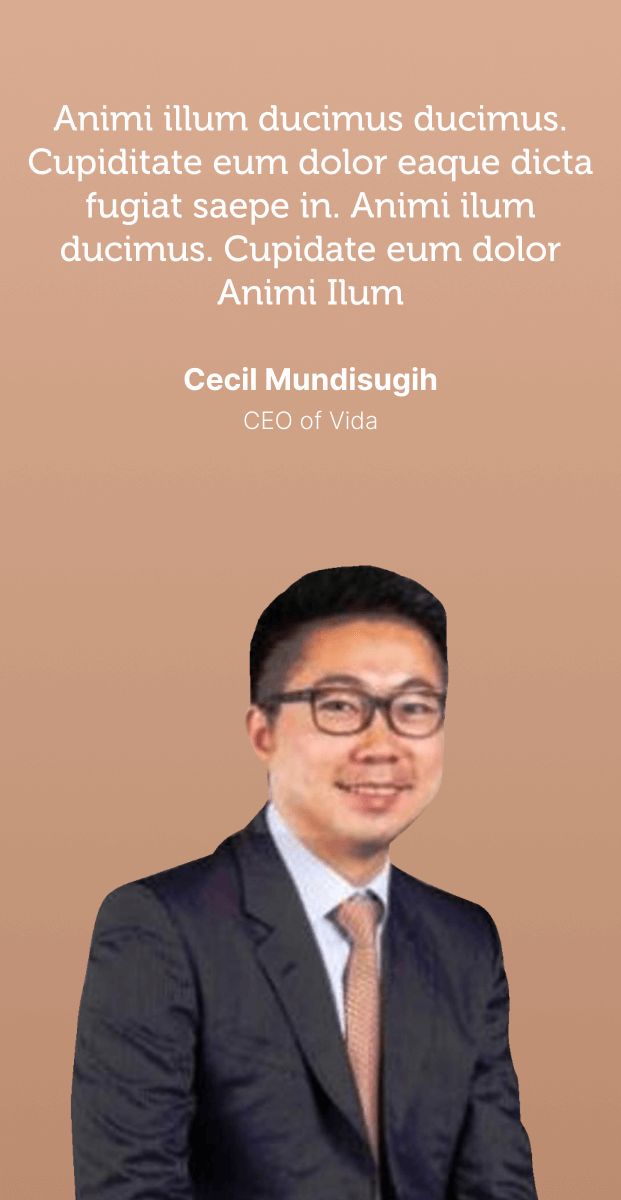 Animi illum ducimus ducimus.
Cupiditate eum dolor eaque dicta
fugiat saepe in. Animi ilum
ducimus. Cupidate eum dolor
Animi Ilum
Cecil Mundisugih
CEO of Vida